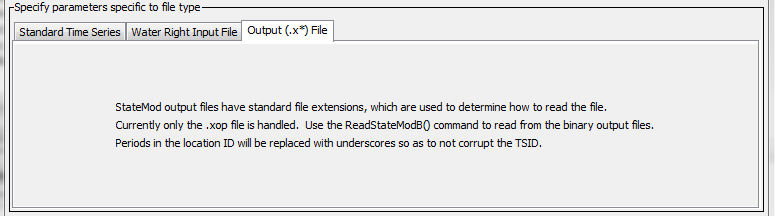 Specify parameters specific to file type
Standard Time Series Water Right Input File Output (.x*) File
StateMod output files have standard file extensions, which are used to determine how to read the file.
Currently only the .xop file is handled. Use the ReadStateModB() command to read from the binary output files.
Periods in the location ID will be replaced with underscores so as to not corrupt the TSID.